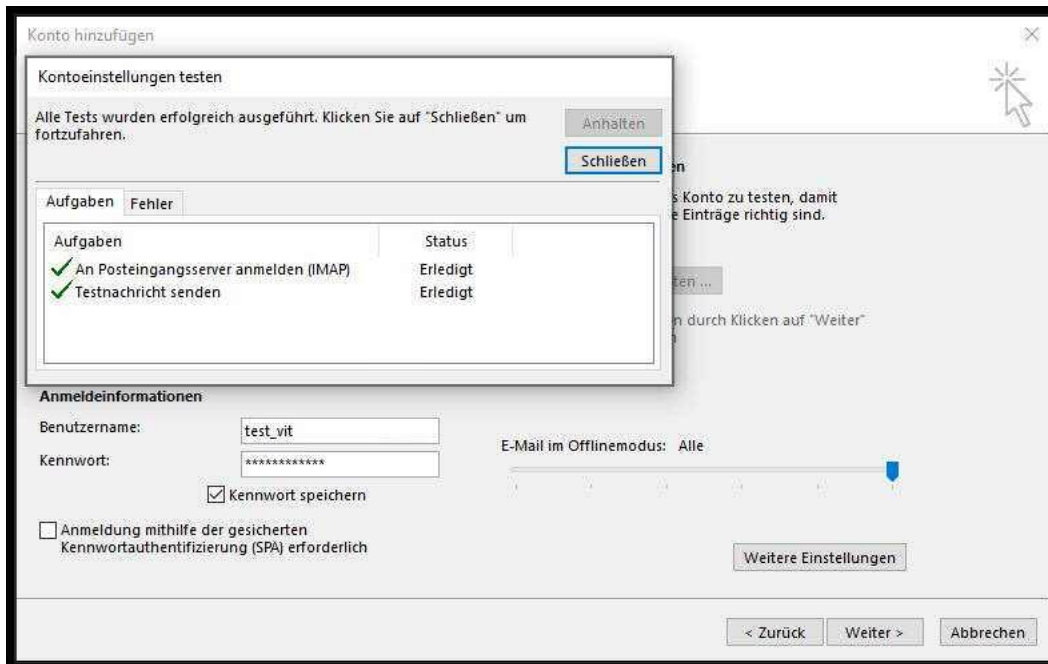 Konto hinzufügen
Kontoeinstellungen testen
Alle Tests wurden erfolgreich ausgeführt. Klicken Sie auf "Schließen" um
fortzufahren.
Anhalten
Schließen
Aufgaben Fehler
Aufgaben Status
An Posteingangsserver anmelden (IMAP) Erledigt
Testnachricht senden Erledigt
Konto zu testen, damit
Einträge richtig sind.
durch Klicken auf "Weiter"
Anmeldeinformationen
Benutzername: test_vit
Kennwort: ************
Kennwort speichern
Anmeldung mithilfe der gesicherten
Kennwortauthentifizierung (SPA) erforderlich
E-Mail im Offlinemodus: Alle
Weitere Einstellungen
< Zurück Weiter > Abbrechen